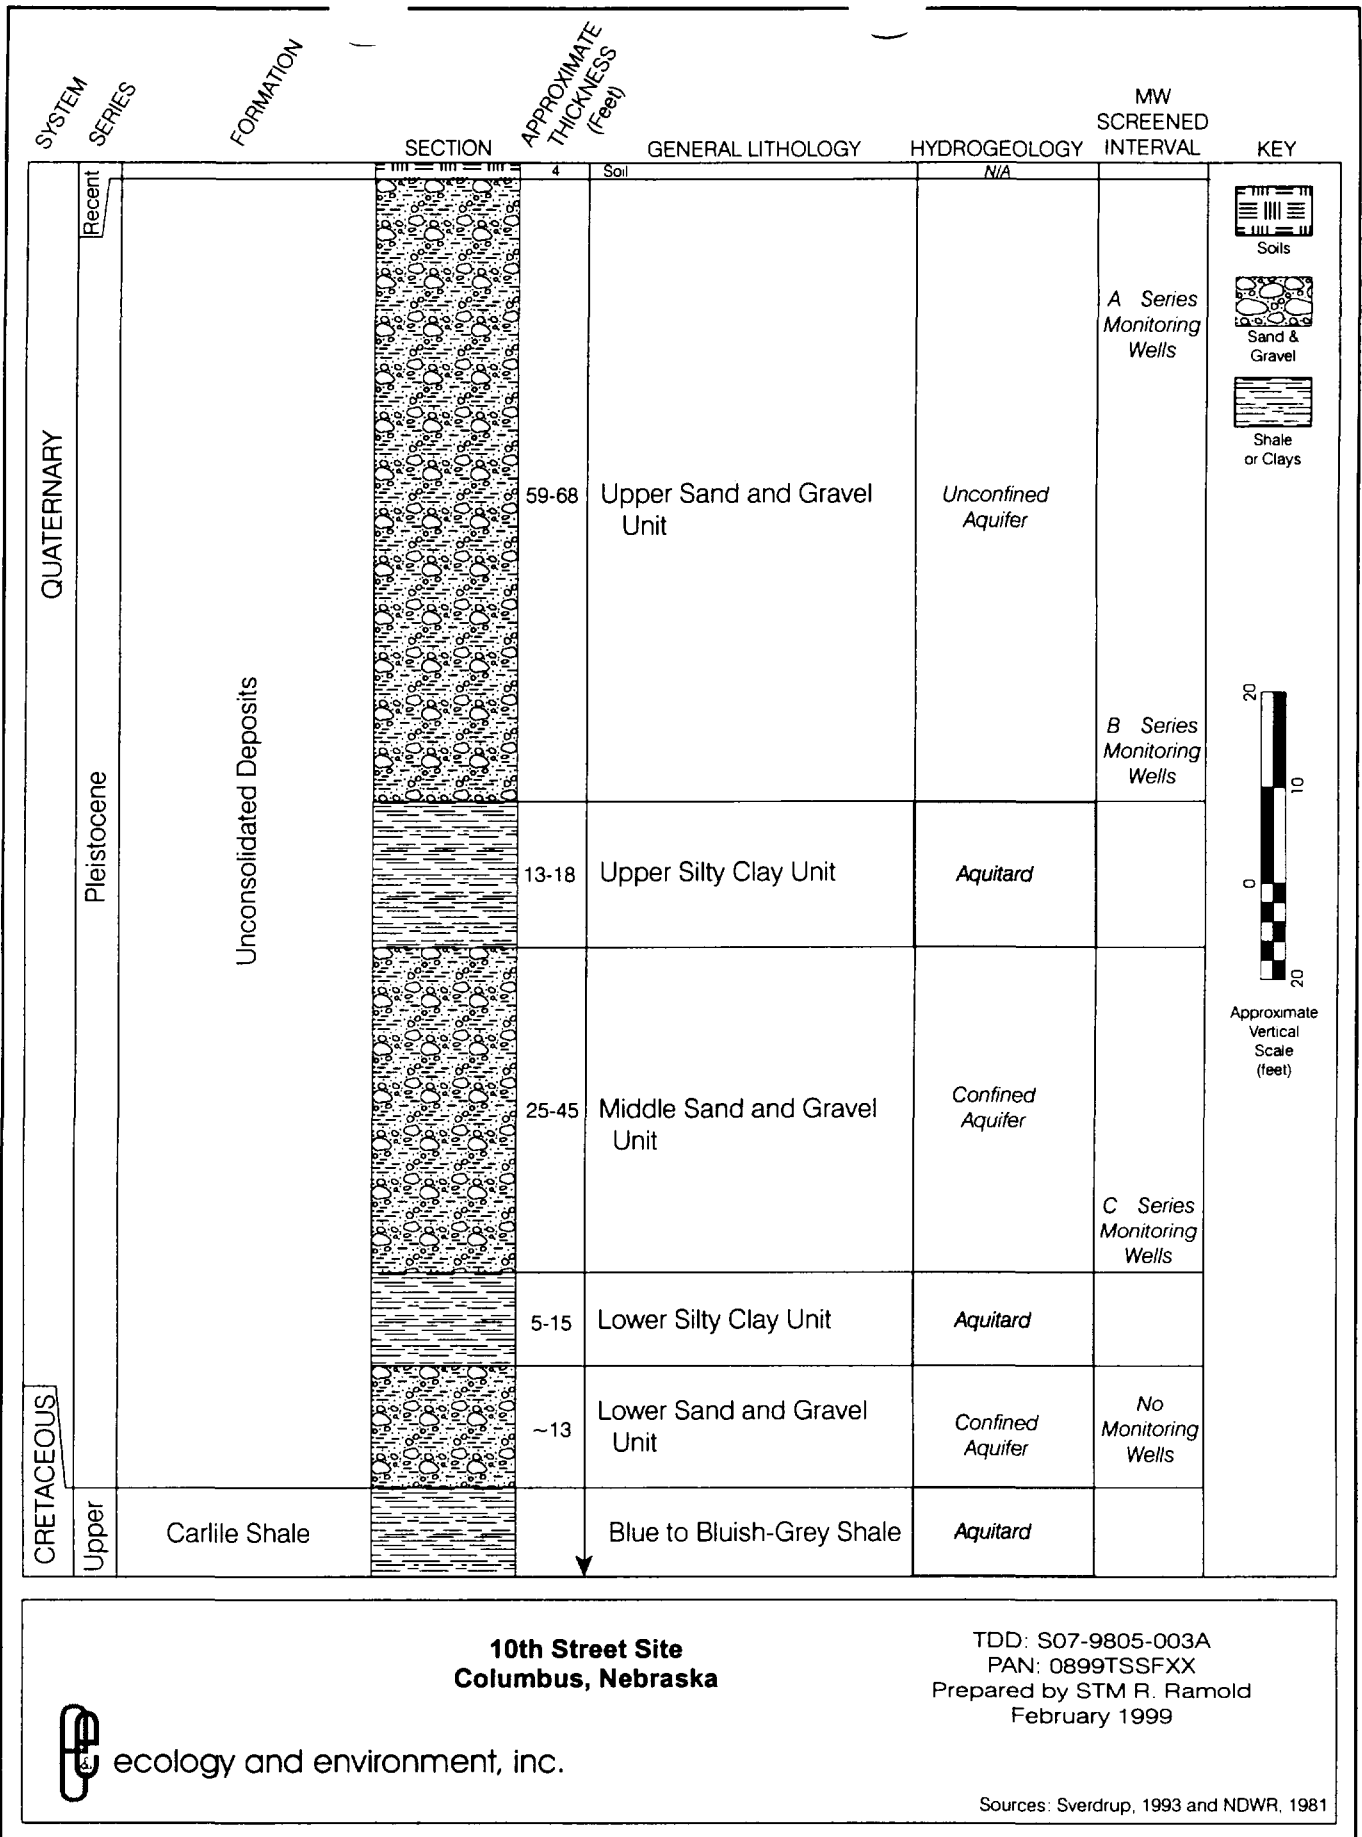 SYSTEM
SERIES
FORMATION
SECTION
APPROXIMATE
THICKNESS
(Feet)
GENERAL LITHOLOGY
HYDROGEOLOGY
MW
SCREENED
INTERVAL
KEY
Recent
4
Soil
N/A
Soils
A Series
Monitoring
Wells
Sand &
Gravel
Shale
or Clays
QUATERNARY
59-68
Upper Sand and Gravel
Unit
Unconfined
Aquifer
Pleistocene
Unconsolidated Deposits
B Series
Monitoring
Wells
20
10
0
20
Approximate
Vertical
Scale
(feet)
13-18
Upper Silty Clay Unit
Aquitard
25-45
Middle Sand and Gravel
Unit
Confined
Aquifer
C Series
Monitoring
Wells
5-15
Lower Silty Clay Unit
Aquitard
~13
Lower Sand and Gravel
Unit
Confined
Aquifer
No
Monitoring
Wells
CRETACEOUS
Upper
Carlile Shale
Blue to Bluish-Grey Shale
Aquitard
10th Street Site
Columbus, Nebraska
TDD: S07-9805-003A
PAN: 0899TSSFXX
Prepared by STM R. Ramold
February 1999
ecology and environment, inc.
Sources: Sverdrup, 1993 and NDWR, 1981